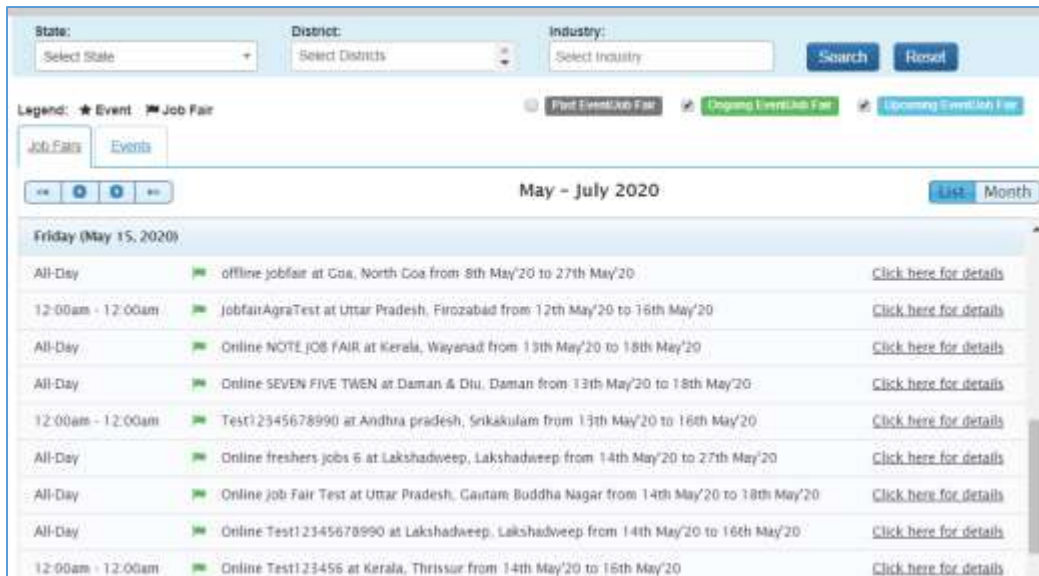 State: District: Industry:
Select State Select Districts Select Industry Search Reset
Legend: ★ Event Job Fair Past Event/Job Fair Ongoing Event/Job Fair Upcoming Event/Job Fair
Job Fairs Events
May - July 2020 List Month
Friday (May 15, 2020)
All-Day offline jobfair at Goa, North Goa from 8th May'20 to 27th May'20 Click here for details
12:00am - 12:00am JobfairAgraTest at Uttar Pradesh, Firozabad from 12th May'20 to 16th May'20 Click here for details
All-Day Online NOTE JOB FAIR at Kerala, Wayanad from 13th May'20 to 18th May'20 Click here for details
All-Day Online SEVEN FIVE TWEN at Daman & Diu, Daman from 13th May'20 to 18th May'20 Click here for details
12:00am - 12:00am Test12345678990 at Andhra pradesh, Srikakulam from 13th May'20 to 16th May'20 Click here for details
All-Day Online freshers jobs 6 at Lakshadweep, Lakshadweep from 14th May'20 to 27th May'20 Click here for details
All-Day Online Job Fair Test at Uttar Pradesh, Gautam Buddha Nagar from 14th May'20 to 18th May'20 Click here for details
All-Day Online Test12345678990 at Lakshadweep, Lakshadweep from 14th May'20 to 16th May'20 Click here for details
12:00am - 12:00am Online Test123456 at Kerala, Thrissur from 14th May'20 to 16th May'20 Click here for details